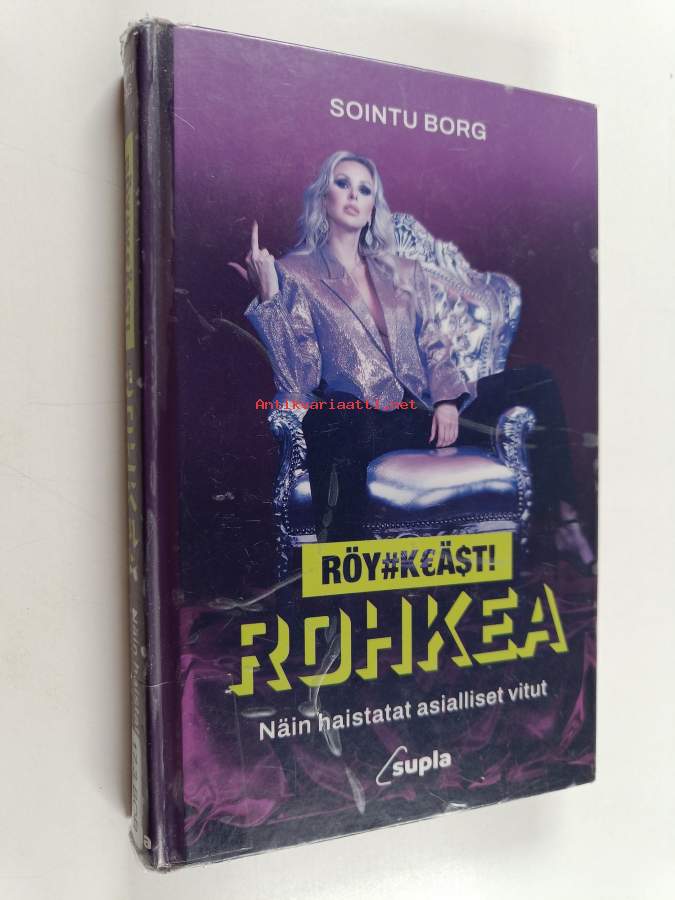 SOINTU BORG
Antikvariaatti.net
RÖY#K€Ä$T!
ROHKEA
Näin haistatat asialliset vitut
supla